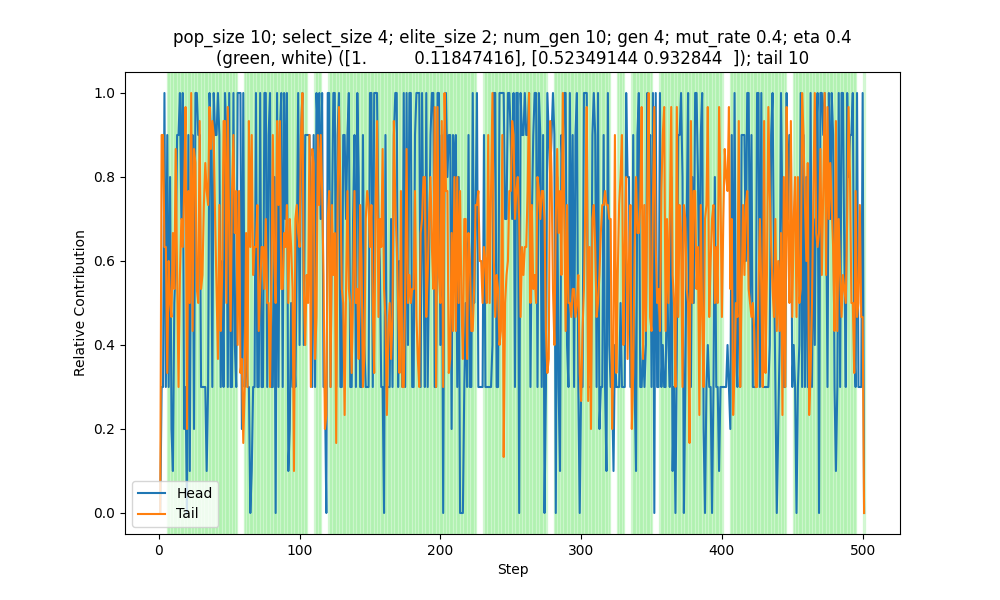 pop_size 10; select_size 4; elite_size 2; num_gen 10; gen 4; mut_rate 0.4; eta 0.4
(green, white) ([1.         0.11847416], [0.52349144 0.932844  ]); tail 10
1.0
0.8
0.6
0.4
0.2
0.0
Relative Contribution
Head
Tail
0
100
200
300
400
500
Step